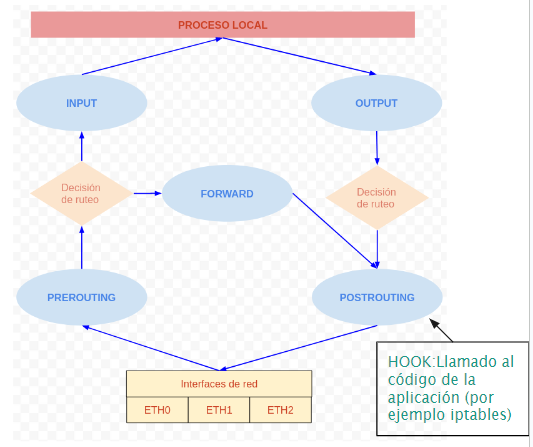 PROCESO LOCAL
INPUT
OUTPUT
Decisión
de ruteo
FORWARD
Decisión
de ruteo
PREROUTING
POSTROUTING
Interfaces de red
ETH0
ETH1
ETH2
HOOK:Llamado al
código de la
aplicación (por
ejemplo iptables)